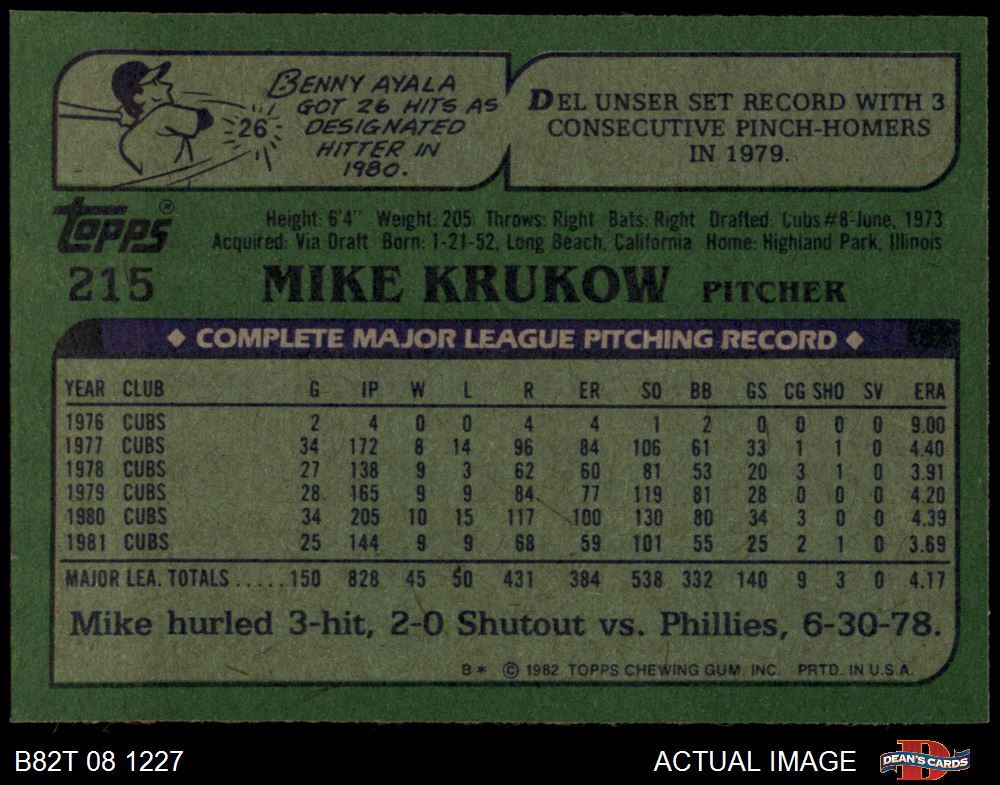 BENNY AYALA
GOT 26 HITS AS
DESIGNATED
HITTER IN
1980.
26
DEL UNSER SET RECORD WITH 3
CONSECUTIVE PINCH-HOMERS
IN 1979.
TOPPS®
215
Height: 6'4" Weight: 205 Throws: Right Bats: Right Drafted: Cubs #8-June, 1973
Acquired: Via Draft Born: 1-21-52, Long Beach, California Home: Highland Park, Illinois
MIKE KRUKOW PITCHER
◆ COMPLETE MAJOR LEAGUE PITCHING RECORD ◆
YEAR CLUB G IP W L R ER SO BB GS CG SHO SV ERA
1976 CUBS 2 4 0 0 4 4 1 2 0 0 0 0 9.00
1977 CUBS 34 172 8 14 96 84 106 61 33 1 1 0 4.40
1978 CUBS 27 138 9 3 62 60 81 53 20 3 1 0 3.91
1979 CUBS 28 165 9 9 84 77 119 81 28 0 0 0 4.20
1980 CUBS 34 205 10 15 117 100 130 80 34 3 0 0 4.39
1981 CUBS 25 144 9 9 68 59 101 55 25 2 1 0 3.69
MAJOR LEA. TOTALS ..... 150 828 45 50 431 384 538 332 140 9 3 0 4.17
Mike hurled 3-hit, 2-0 Shutout vs. Phillies, 6-30-78.
B* © 1982 TOPPS CHEWING GUM, INC. PRTD. IN U.S.A.
B82T 08 1227
ACTUAL IMAGE
D
DEAN'S CARDS